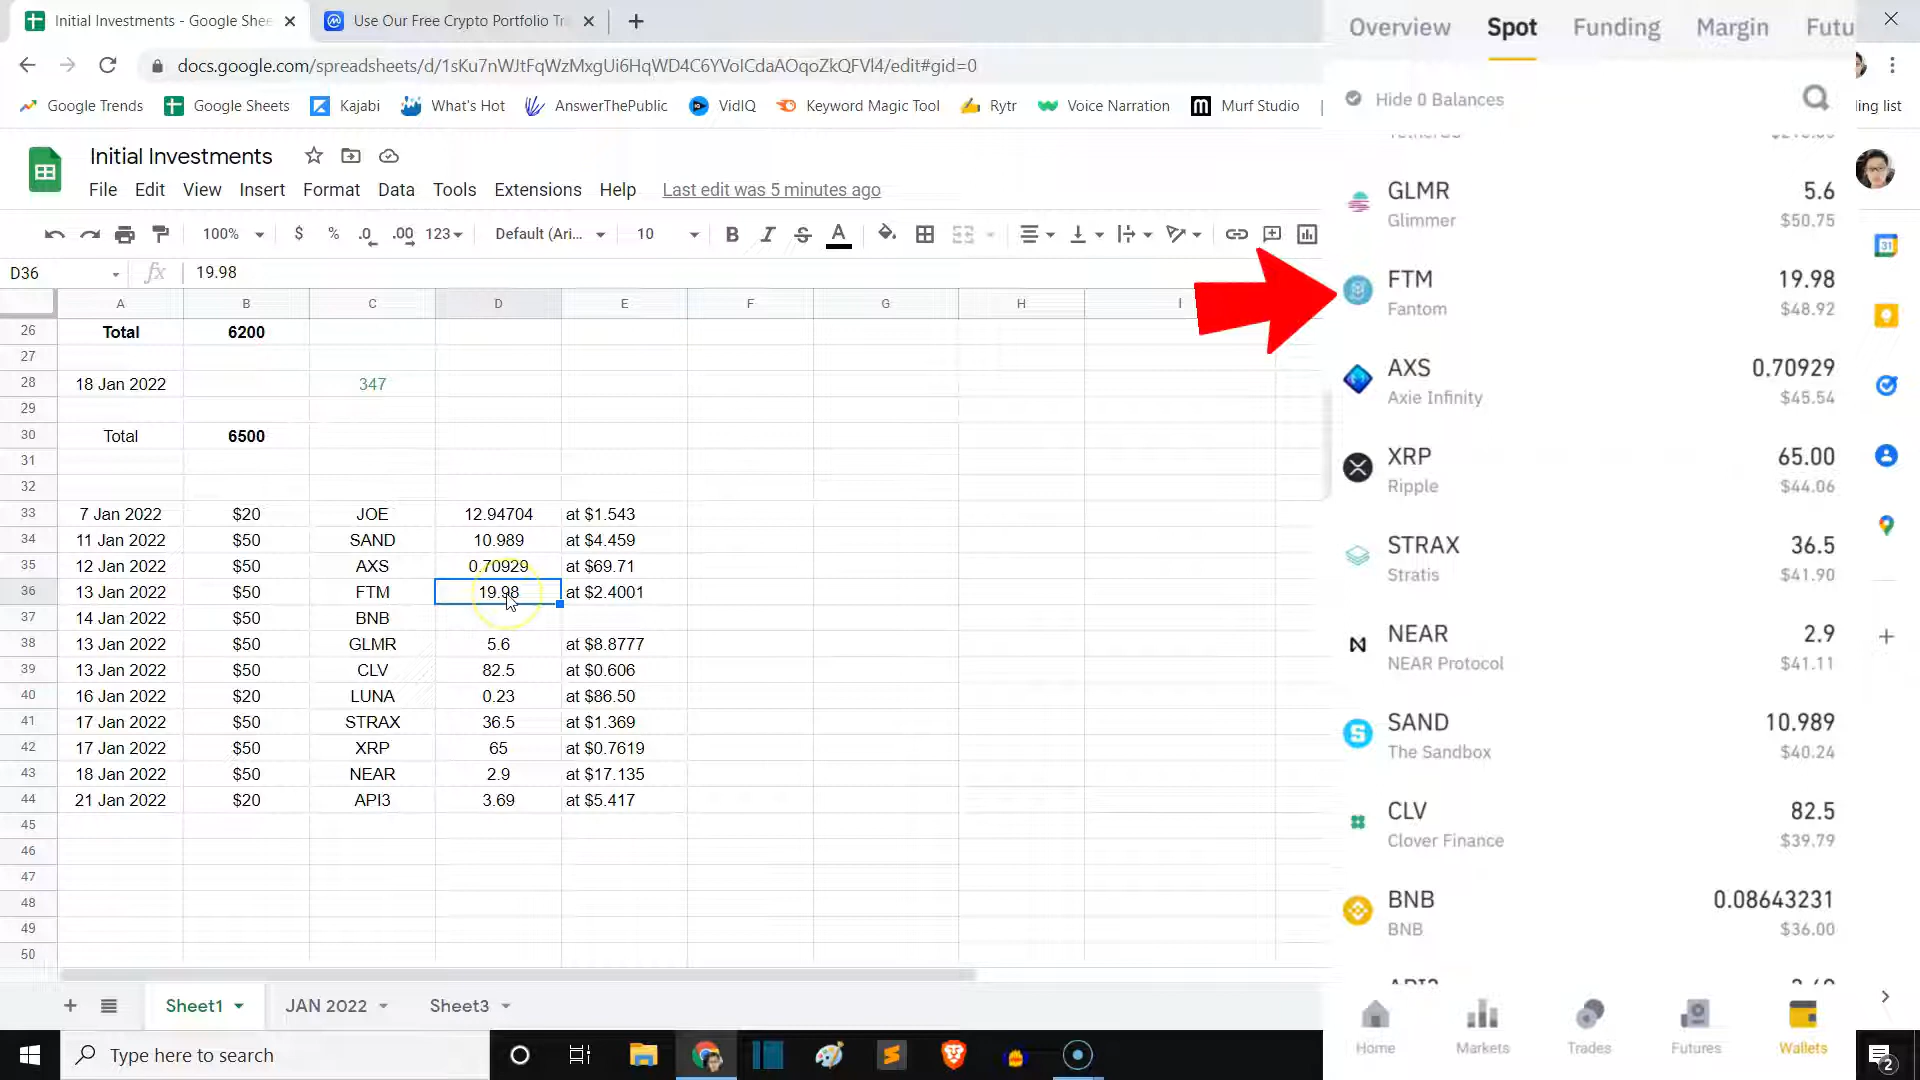 Initial Investments - Google Shee
Use Our Free Crypto Portfolio Tr
docs.google.com/spreadsheets/d/1sKu7nWJtFqWzMxgUi6HqWD4C6YVolCdaAOqoZkQFVl4/edit#gid=0
Google Trends
Google Sheets
Kajabi
What's Hot
AnswerThePublic
VidIQ
Keyword Magic Tool
Rytr
Voice Narration
Murf Studio
ling list
Initial Investments
File Edit View Insert Format Data Tools Extensions Help Last edit was 5 minutes ago
100% $ % .0 .00 123 Default (Ari... 10 B I S A
D36 fx 19.98
A B C D E F G H I
26 Total 6200
27
28 18 Jan 2022 347
29
30 Total 6500
31
32
33 7 Jan 2022 $20 JOE 12.94704 at $1.543
34 11 Jan 2022 $50 SAND 10.989 at $4.459
35 12 Jan 2022 $50 AXS 0.70929 at $69.71
36 13 Jan 2022 $50 FTM 19.98 at $2.4001
37 14 Jan 2022 $50 BNB
38 13 Jan 2022 $50 GLMR 5.6 at $8.8777
39 13 Jan 2022 $50 CLV 82.5 at $0.606
40 16 Jan 2022 $20 LUNA 0.23 at $86.50
41 17 Jan 2022 $50 STRAX 36.5 at $1.369
42 17 Jan 2022 $50 XRP 65 at $0.7619
43 18 Jan 2022 $50 NEAR 2.9 at $17.135
44 21 Jan 2022 $20 API3 3.69 at $5.417
45
46
47
48
49
50
Sheet1 JAN 2022 Sheet3
Type here to search
Overview Spot Funding Margin Futu
Hide 0 Balances
GLMR 5.6
Glimmer $50.75
FTM 19.98
Fantom $48.92
AXS 0.70929
Axie Infinity $45.54
XRP 65.00
Ripple $44.06
STRAX 36.5
Stratis $41.90
NEAR 2.9
NEAR Protocol $41.11
SAND 10.989
The Sandbox $40.24
CLV 82.5
Clover Finance $39.79
BNB 0.08643231
BNB $36.00
Home Markets Trades Futures Wallets
31
2